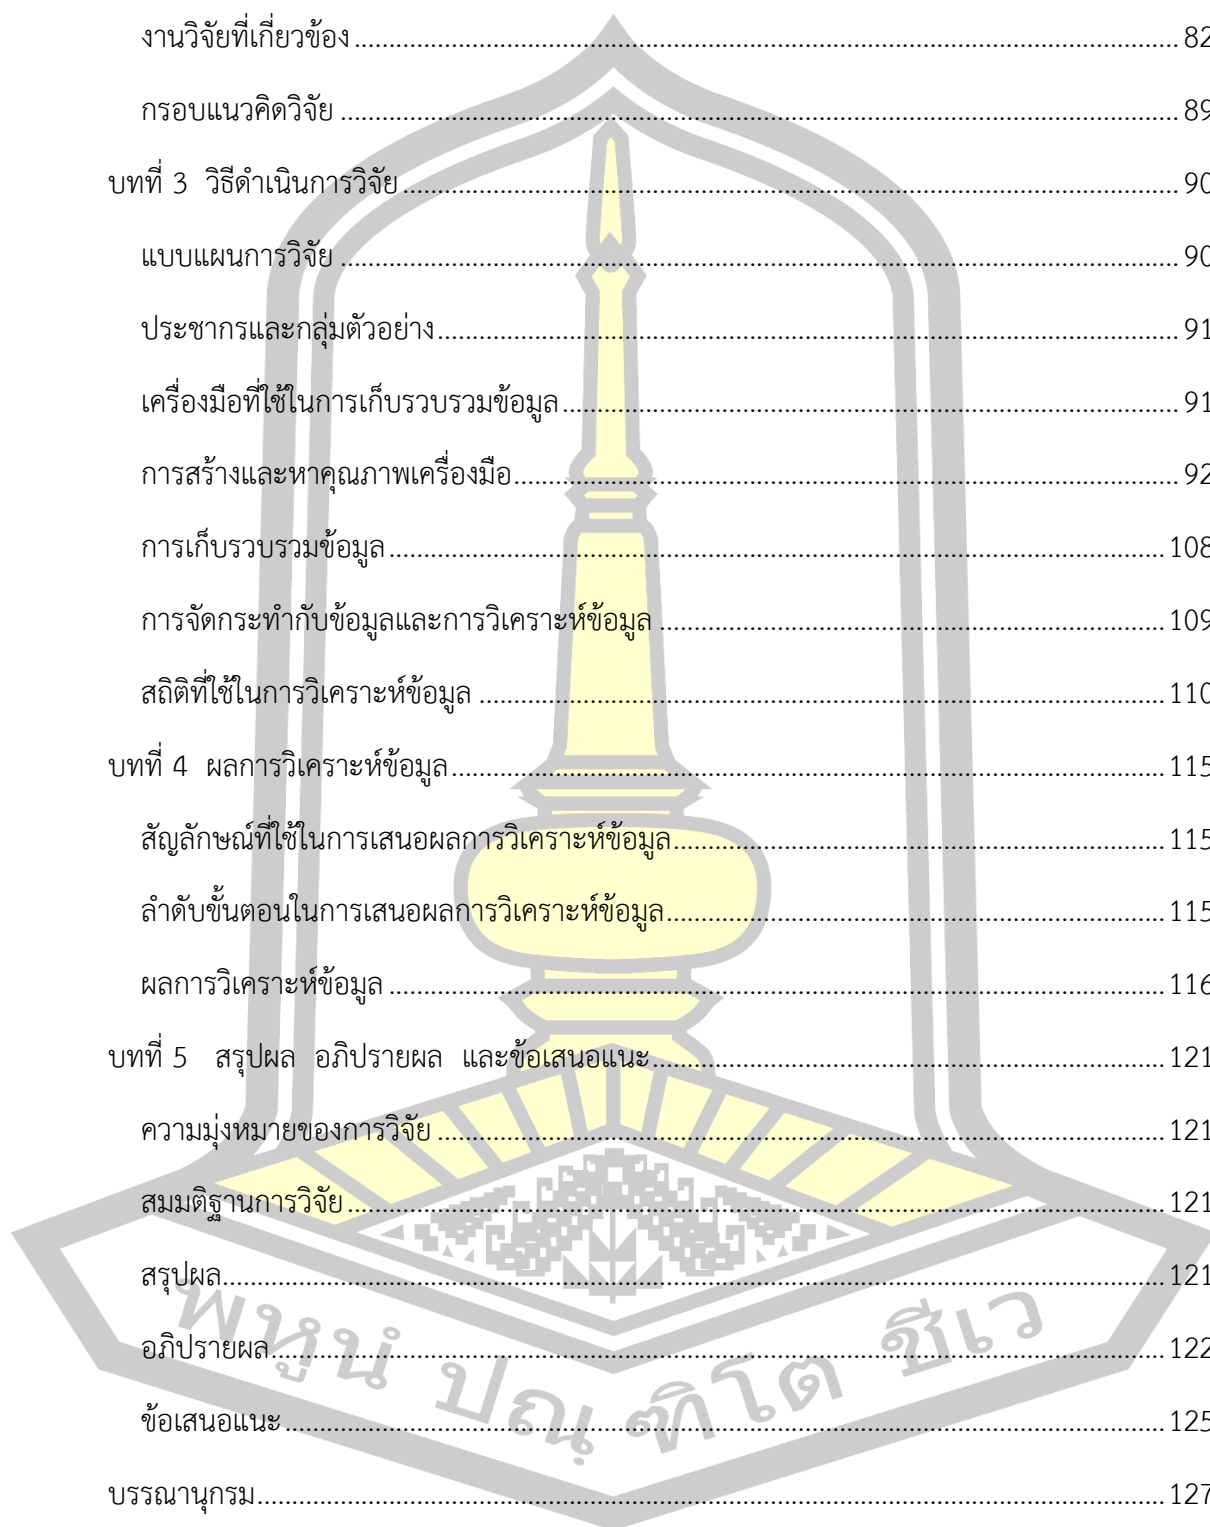 งานวิจัยที่เกี่ยวข้อง ........ 82
กรอบแนวคิดวิจัย ........ 89
บทที่ 3 วิธีดำเนินการวิจัย ........ 90
แบบแผนการวิจัย ........ 90
ประชากรและกลุ่มตัวอย่าง ........ 91
เครื่องมือที่ใช้ในการเก็บรวบรวมข้อมูล ........ 91
การสร้างและหาคุณภาพเครื่องมือ ........ 92
การเก็บรวบรวมข้อมูล ........ 108
การจัดกระทำกับข้อมูลและการวิเคราะห์ข้อมูล ........ 109
สถิติที่ใช้ในการวิเคราะห์ข้อมูล ........ 110
บทที่ 4 ผลการวิเคราะห์ข้อมูล ........ 115
สัญลักษณ์ที่ใช้ในการเสนอผลการวิเคราะห์ข้อมูล ........ 115
ลำดับขั้นตอนในการเสนอผลการวิเคราะห์ข้อมูล ........ 115
ผลการวิเคราะห์ข้อมูล ........ 116
บทที่ 5 สรุปผล อภิปรายผล และข้อเสนอแนะ ........ 121
ความมุ่งหมายของการวิจัย ........ 121
สมมติฐานการวิจัย ........ 121
สรุปผล ........ 121
อภิปรายผล ........ 122
ข้อเสนอแนะ ........ 125
บรรณานุกรม ........ 127
พหูนํ ปณฺฑิโต ชีเว